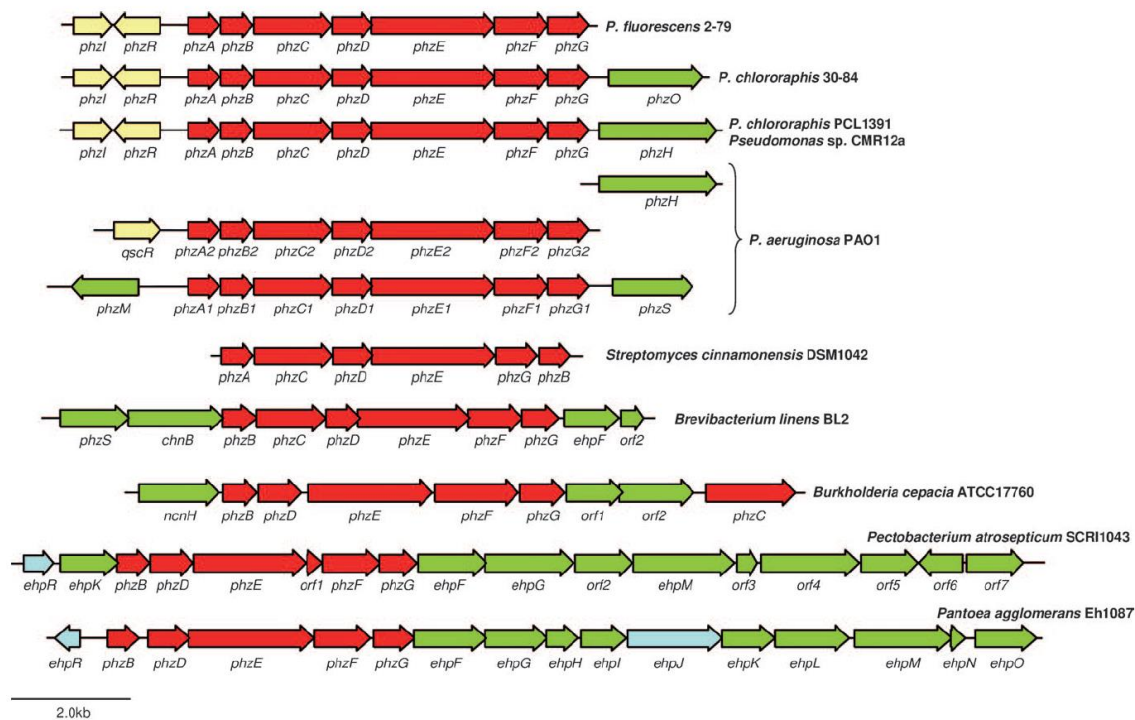 P. fluorescens 2-79
phzI phzR phzA phzB phzC phzD phzE phzF phzG
P. chlororaphis 30-84
phzI phzR phzA phzB phzC phzD phzE phzF phzG phzO
P. chlororaphis PCL1391
Pseudomonas sp. CMR12a
phzI phzR phzA phzB phzC phzD phzE phzF phzG phzH
phzH
P. aeruginosa PAO1
qscR phzA2 phzB2 phzC2 phzD2 phzE2 phzF2 phzG2
phzM phzA1 phzB1 phzC1 phzD1 phzE1 phzF1 phzG1 phzS
Streptomyces cinnamonensis DSM1042
phzA phzC phzD phzE phzG phzB
Brevibacterium linens BL2
phzS chnB phzB phzC phzD phzE phzF phzG ehpF orf2
Burkholderia cepacia ATCC17760
ncnH phzB phzD phzE phzF phzG orf1 orf2 phzC
Pectobacterium atrosepticum SCRI1043
ehpR ehpK phzB phzD phzE orf1 phzF phzG ehpF ehpG orf2 ehpM orf3 orf4 orf5 orf6 orf7
Pantoea agglomerans Eh1087
ehpR phzB phzD phzE phzF phzG ehpF ehpG ehpH ehpI ehpJ ehpK ehpL ehpM ehpN ehpO
2.0kb